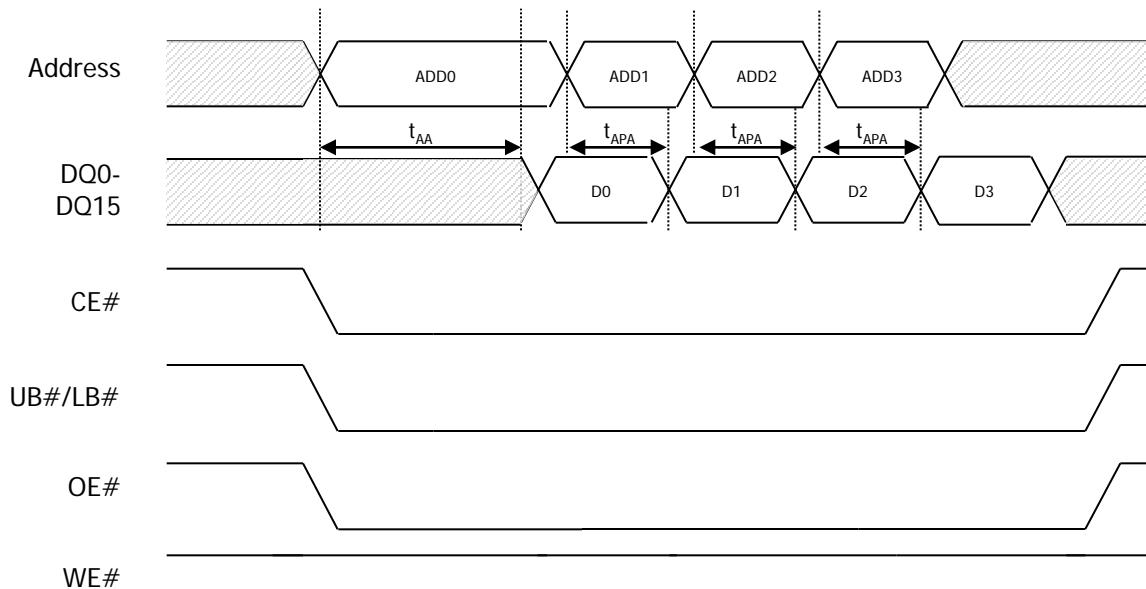 Address
ADD0 ADD1 ADD2 ADD3
tAA tAPA tAPA tAPA
DQ0-
DQ15
D0 D1 D2 D3
CE#
UB#/LB#
OE#
WE#